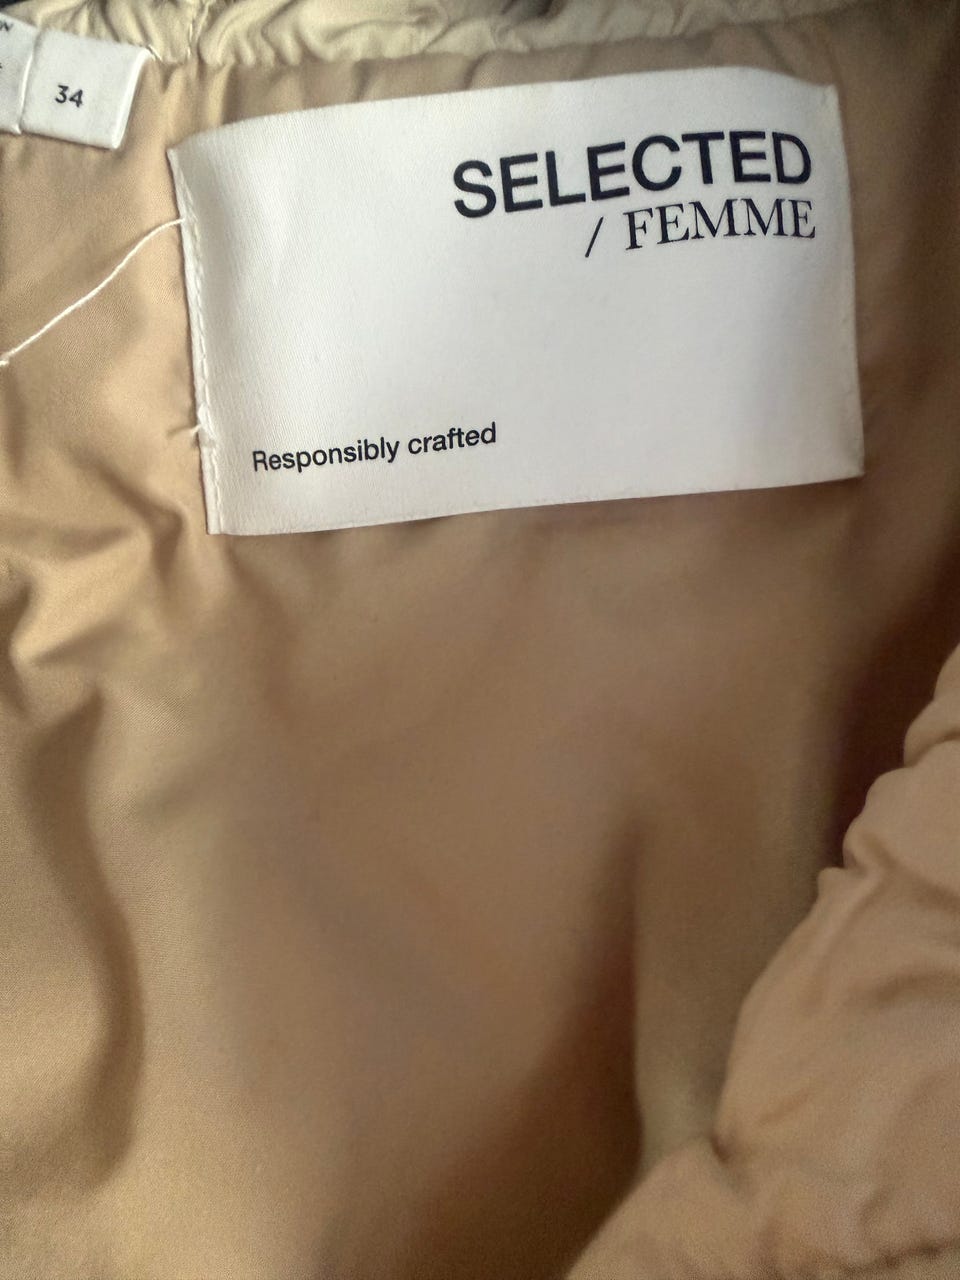 34
SELECTED
/ FEMME
Responsibly crafted